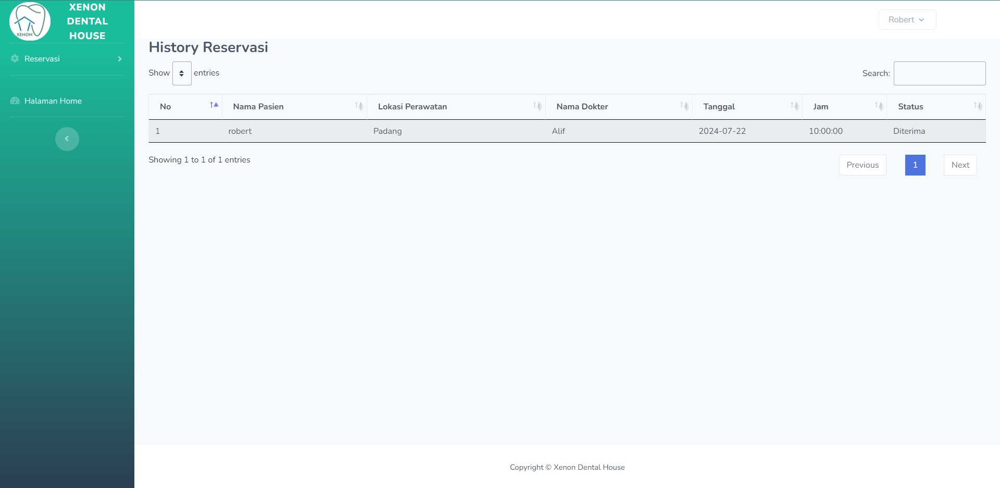 XENON
XENON
DENTAL
HOUSE
Reservasi
Halaman Home
Robert
History Reservasi
Show entries
Search:
No Nama Pasien Lokasi Perawatan Nama Dokter Tanggal Jam Status
1 robert Padang Alif 2024-07-22 10:00:00 Diterima
Showing 1 to 1 of 1 entries
Previous 1 Next
Copyright © Xenon Dental House